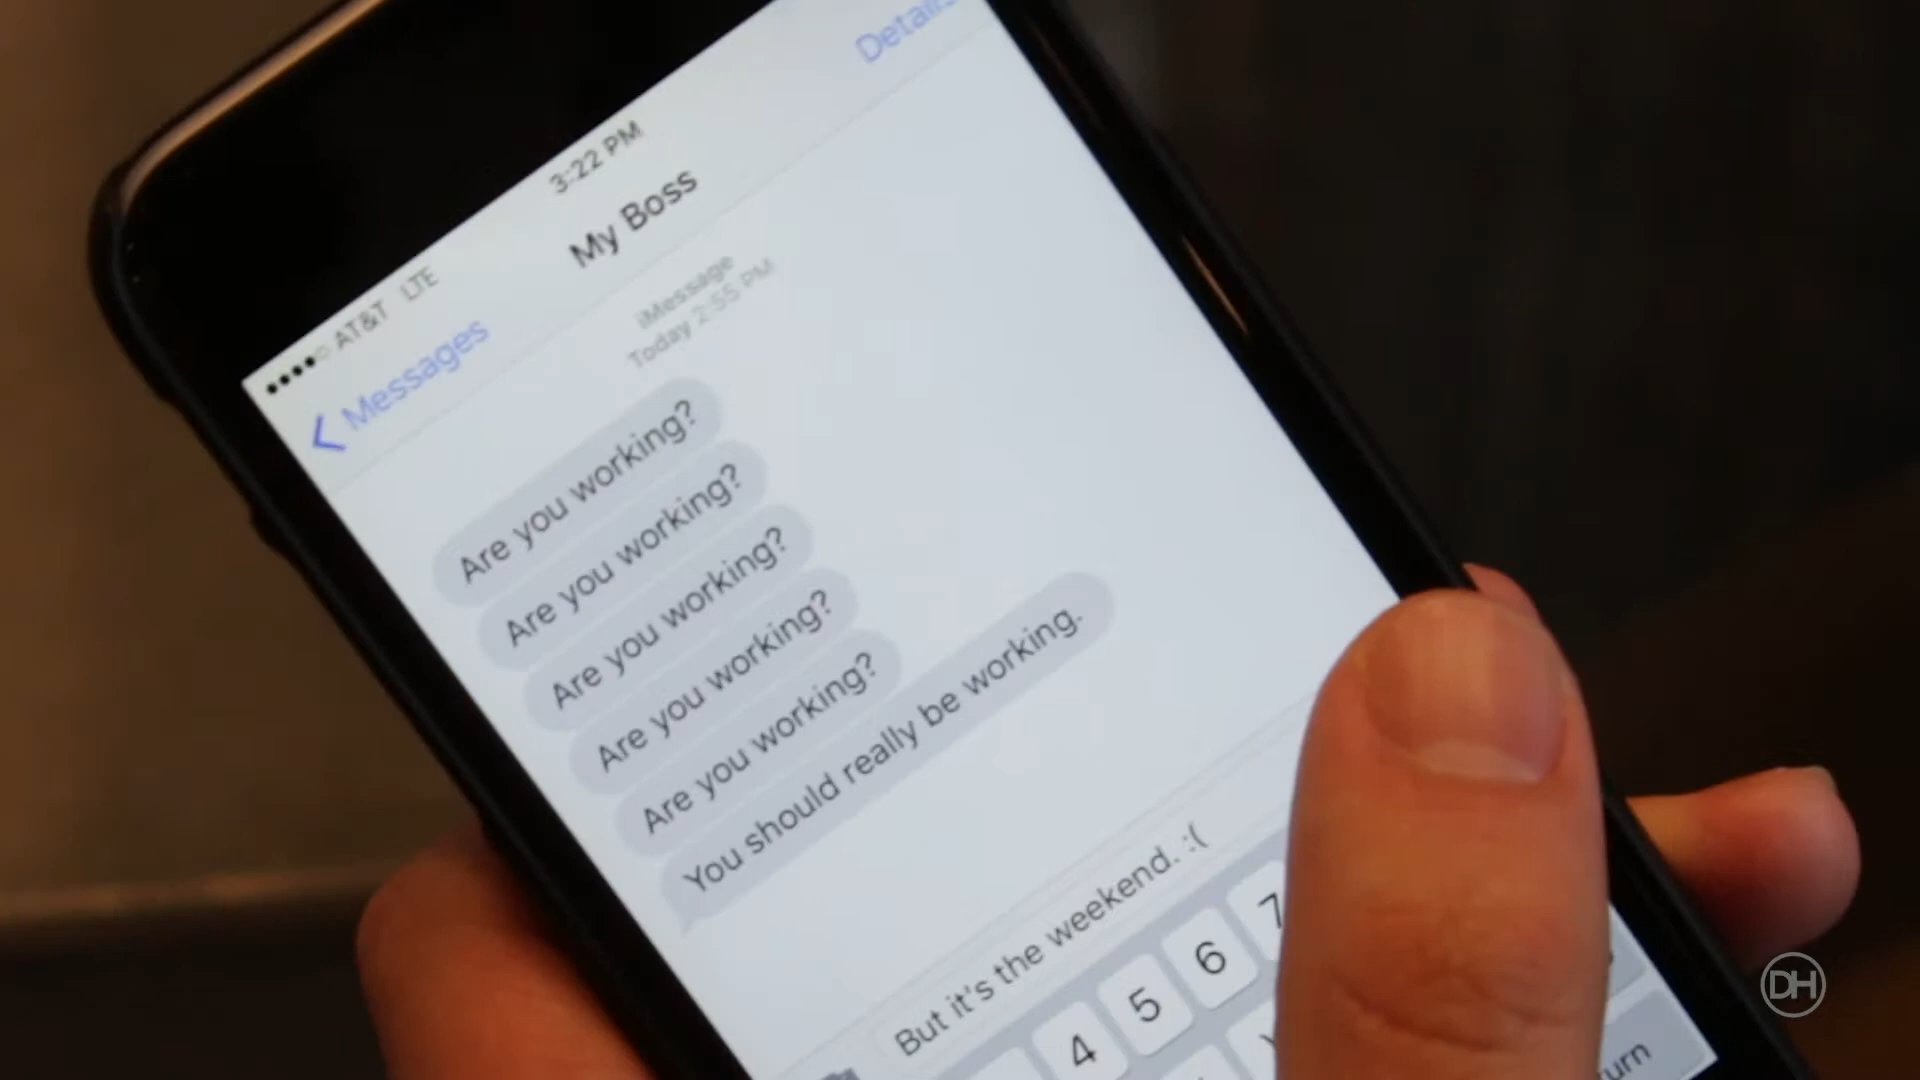 AT&T LTE 3:22 PM
Messages My Boss Details
iMessage
Today 2:55 PM
Are you working?
Are you working?
Are you working?
Are you working?
Are you working?
You should really be working.
But it's the weekend. :(
4 5 6 7
DH